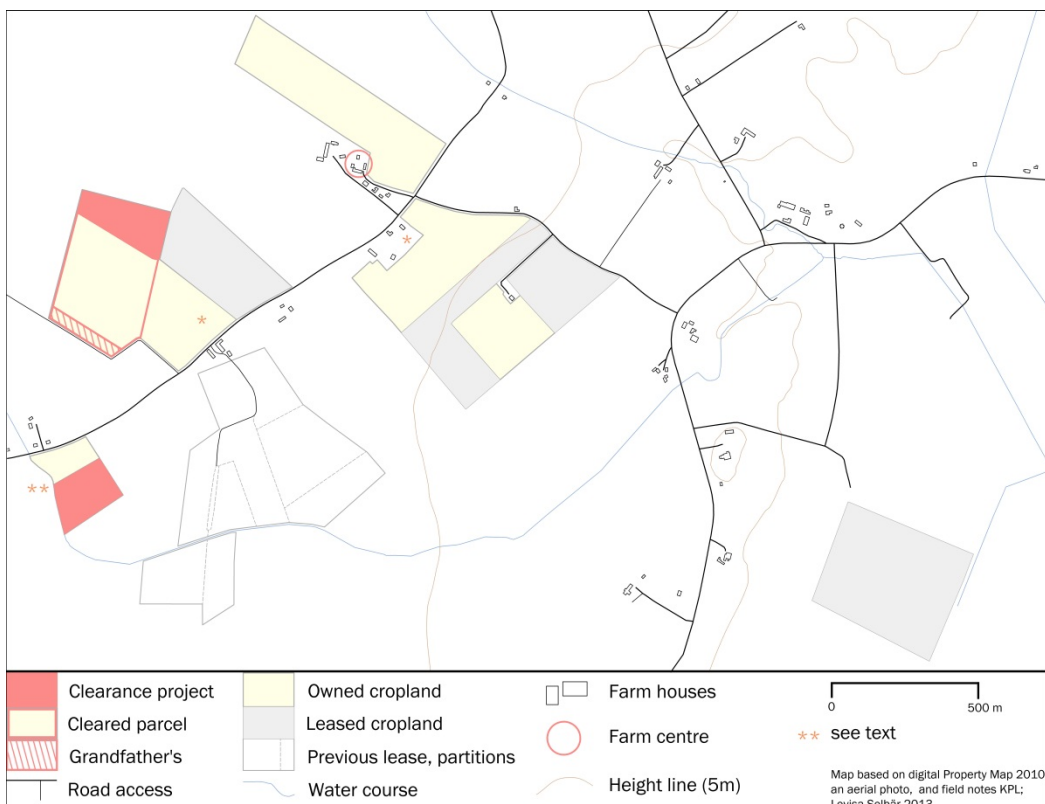 Clearance project
Cleared parcel
Grandfather's
Road access
Owned cropland
Leased cropland
Previous lease, partitions
Water course
Farm houses
Farm centre
Height line (5m)
0 500 m
** see text
Map based on digital Property Map 2010
an aerial photo, and field notes KPL;
2013
*
*
**